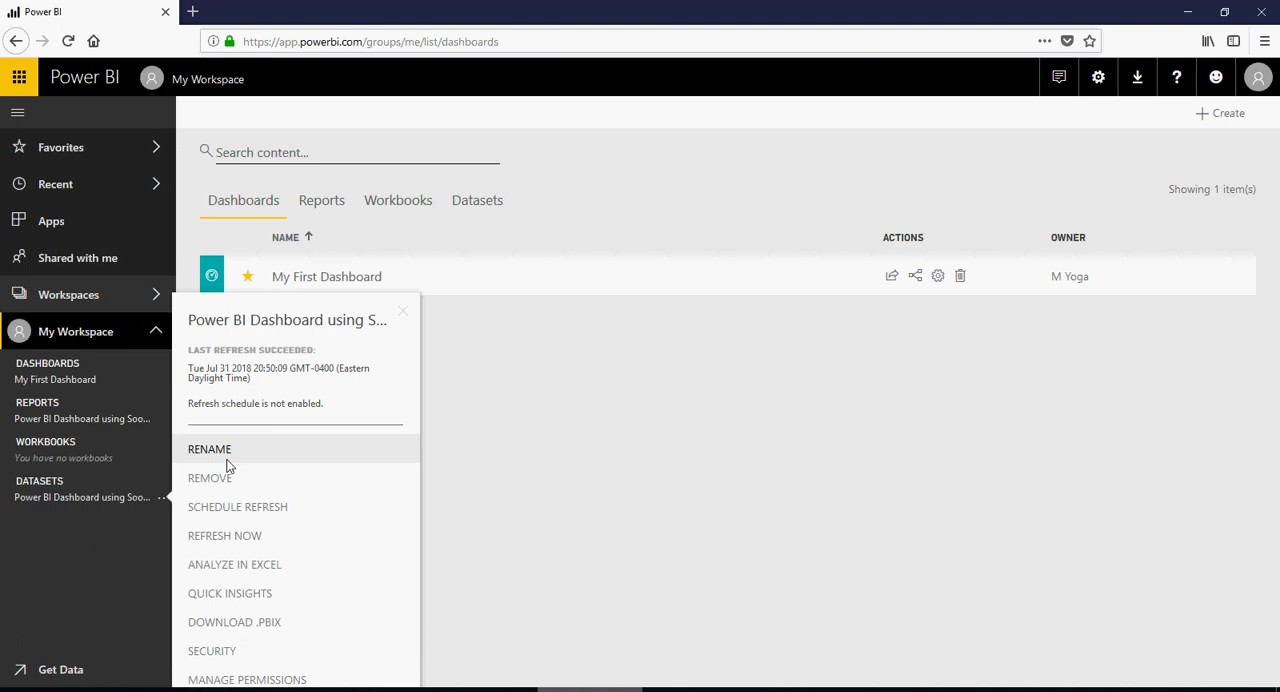 Power BI
https://app.powerbi.com/groups/me/list/dashboards
Power BI My Workspace
Create
Favorites
Recent
Apps
Shared with me
Workspaces
My Workspace
DASHBOARDS
My First Dashboard
REPORTS
Power BI Dashboard using Soo...
WORKBOOKS
You have no workbooks
DATASETS
Power BI Dashboard using Soo...
Get Data
Search content...
Dashboards Reports Workbooks Datasets
Showing 1 item(s)
NAME ACTIONS OWNER
My First Dashboard M Yoga
Power BI Dashboard using S...
LAST REFRESH SUCCEEDED:
Tue Jul 31 2018 20:50:09 GMT-0400 (Eastern
Daylight Time)
Refresh schedule is not enabled.
RENAME
REMOVE
SCHEDULE REFRESH
REFRESH NOW
ANALYZE IN EXCEL
QUICK INSIGHTS
DOWNLOAD .PBIX
SECURITY
MANAGE PERMISSIONS